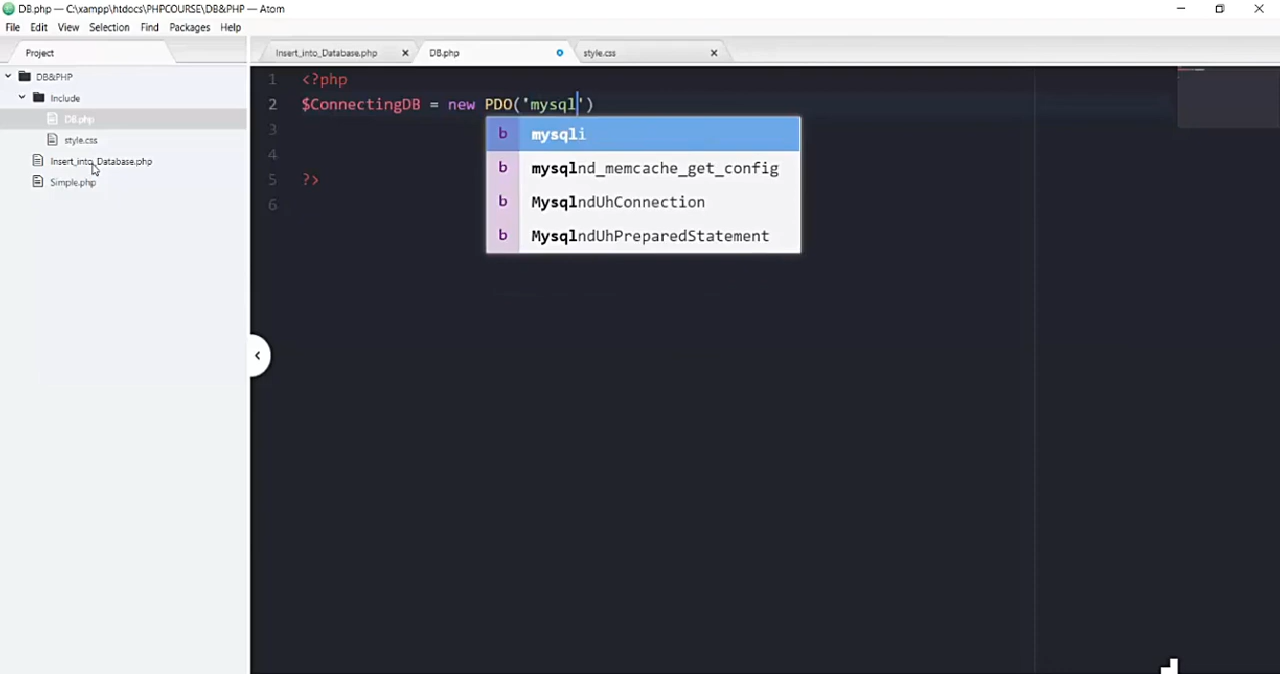 DB.php — C:\xampp\htdocs\PHPCOURSE\DB&PHP — Atom
File Edit View Selection Find Packages Help
Project
Insert_into_Database.php
DB.php
style.css
DB&PHP
Include
DB.php
style.css
Insert_into_Database.php
Simple.php
1 <?php
2 $ConnectingDB = new PDO('mysql')
3
4
5 ?>
6
b mysqli
b mysqlnd_memcache_get_config
b MysqlndUhConnection
b MysqlndUhPreparedStatement